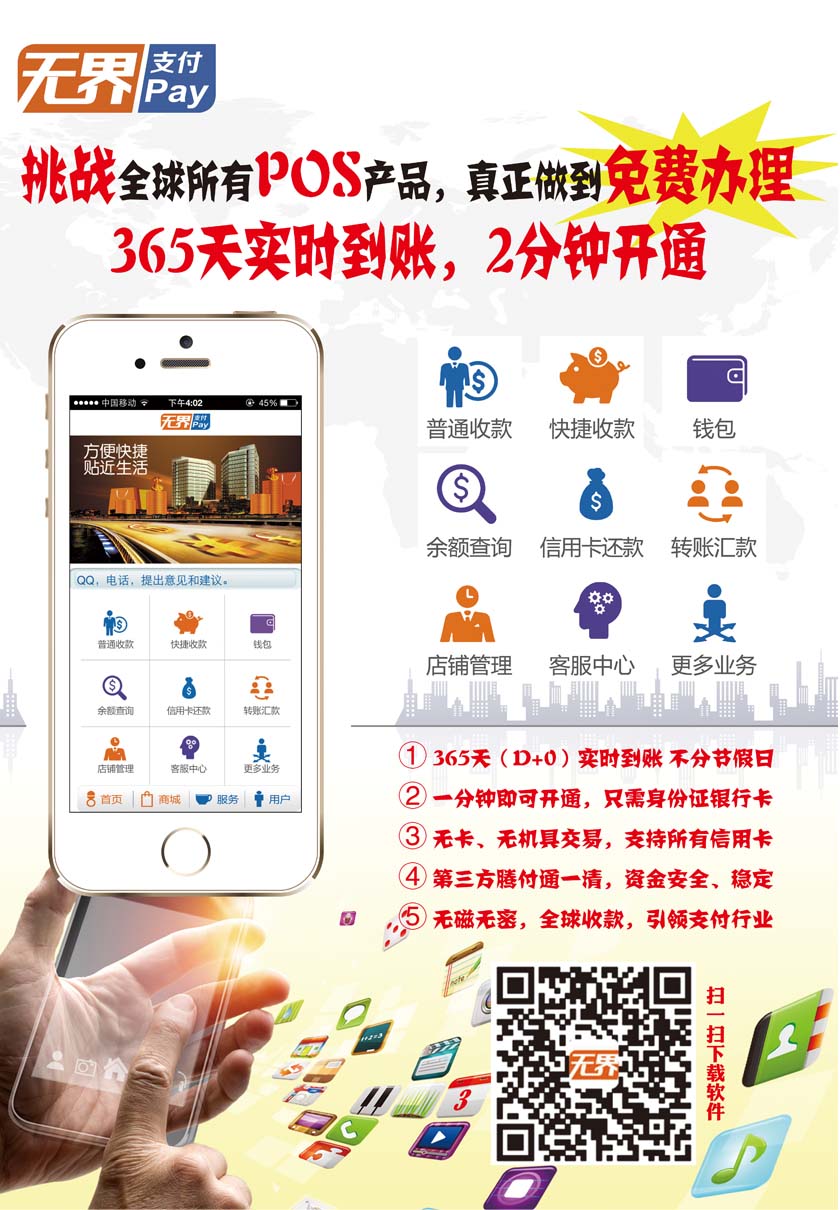 无界 支付 Pay
挑战全球所有POS产品，真正做到免费办理
365天实时到账，2分钟开通
中国移动 下午4:02 45%
无界 支付 Pay
方便快捷
贴近生活
QQ，电话，提出意见和建议。
普通收款 快捷收款 钱包
余额查询 信用卡还款 转账汇款
店铺管理 客服中心 更多业务
首页 商城 服务 用户
普通收款 快捷收款 钱包
余额查询 信用卡还款 转账汇款
店铺管理 客服中心 更多业务
① 365天（D+0）实时到账 不分节假日
② 一分钟即可开通，只需身份证银行卡
③ 无卡、无机具交易，支持所有信用卡
④ 第三方腾付通一清，资金安全、稳定
⑤ 无磁无密，全球收款，引领支付行业
note
1+2=3
3
无界
扫一扫下载软件